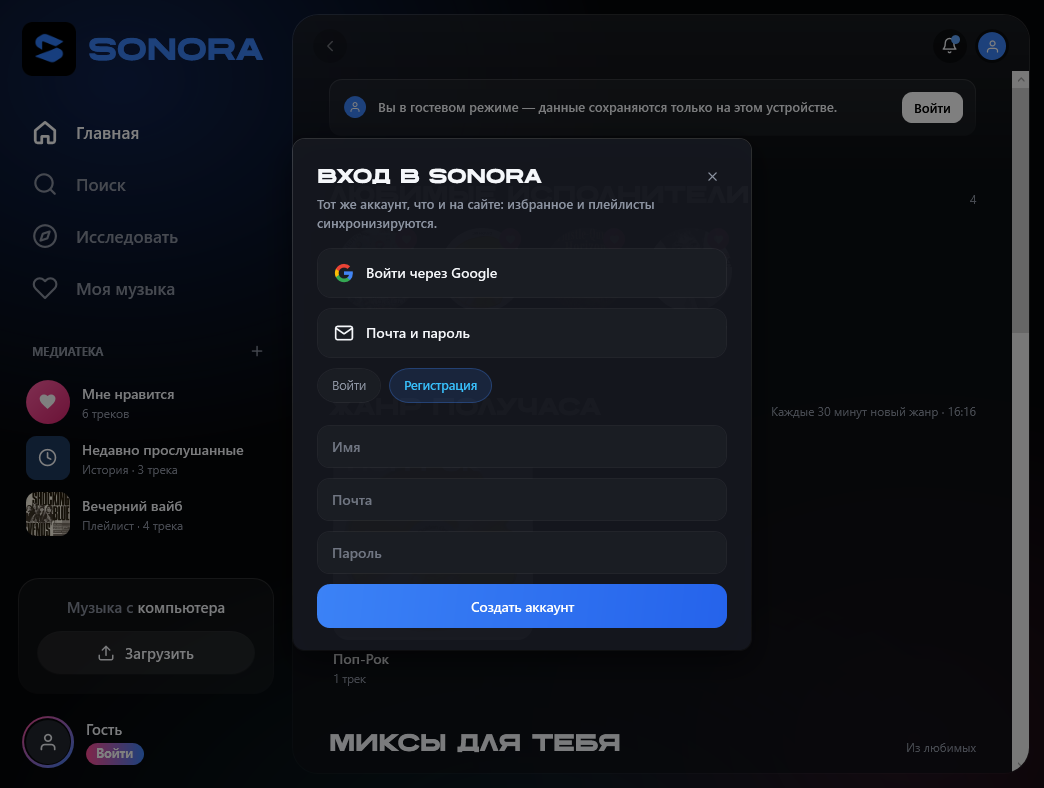 SONORA
Главная
Поиск
Исследовать
Моя музыка
МЕДИАТЕКА
Мне нравится
6 треков
Недавно прослушанные
История · 3 трека
Вечерний вайб
Плейлист · 4 трека
Музыка с компьютера
Загрузить
Гость
Войти
Вы в гостевом режиме — данные сохраняются только на этом устройстве.
Войти
ЛЮБИМЫЕ ИСПОЛНИТЕЛИ
4
ВХОД В SONORA
Тот же аккаунт, что и на сайте: избранное и плейлисты
синхронизируются.
Войти через Google
Почта и пароль
Войти
Регистрация
ЖАНР ПОЛУЧАСА
Каждые 30 минут новый жанр · 16:16
Имя
Почта
Пароль
Создать аккаунт
Поп-Рок
1 трек
МИКСЫ ДЛЯ ТЕБЯ
Из любимых